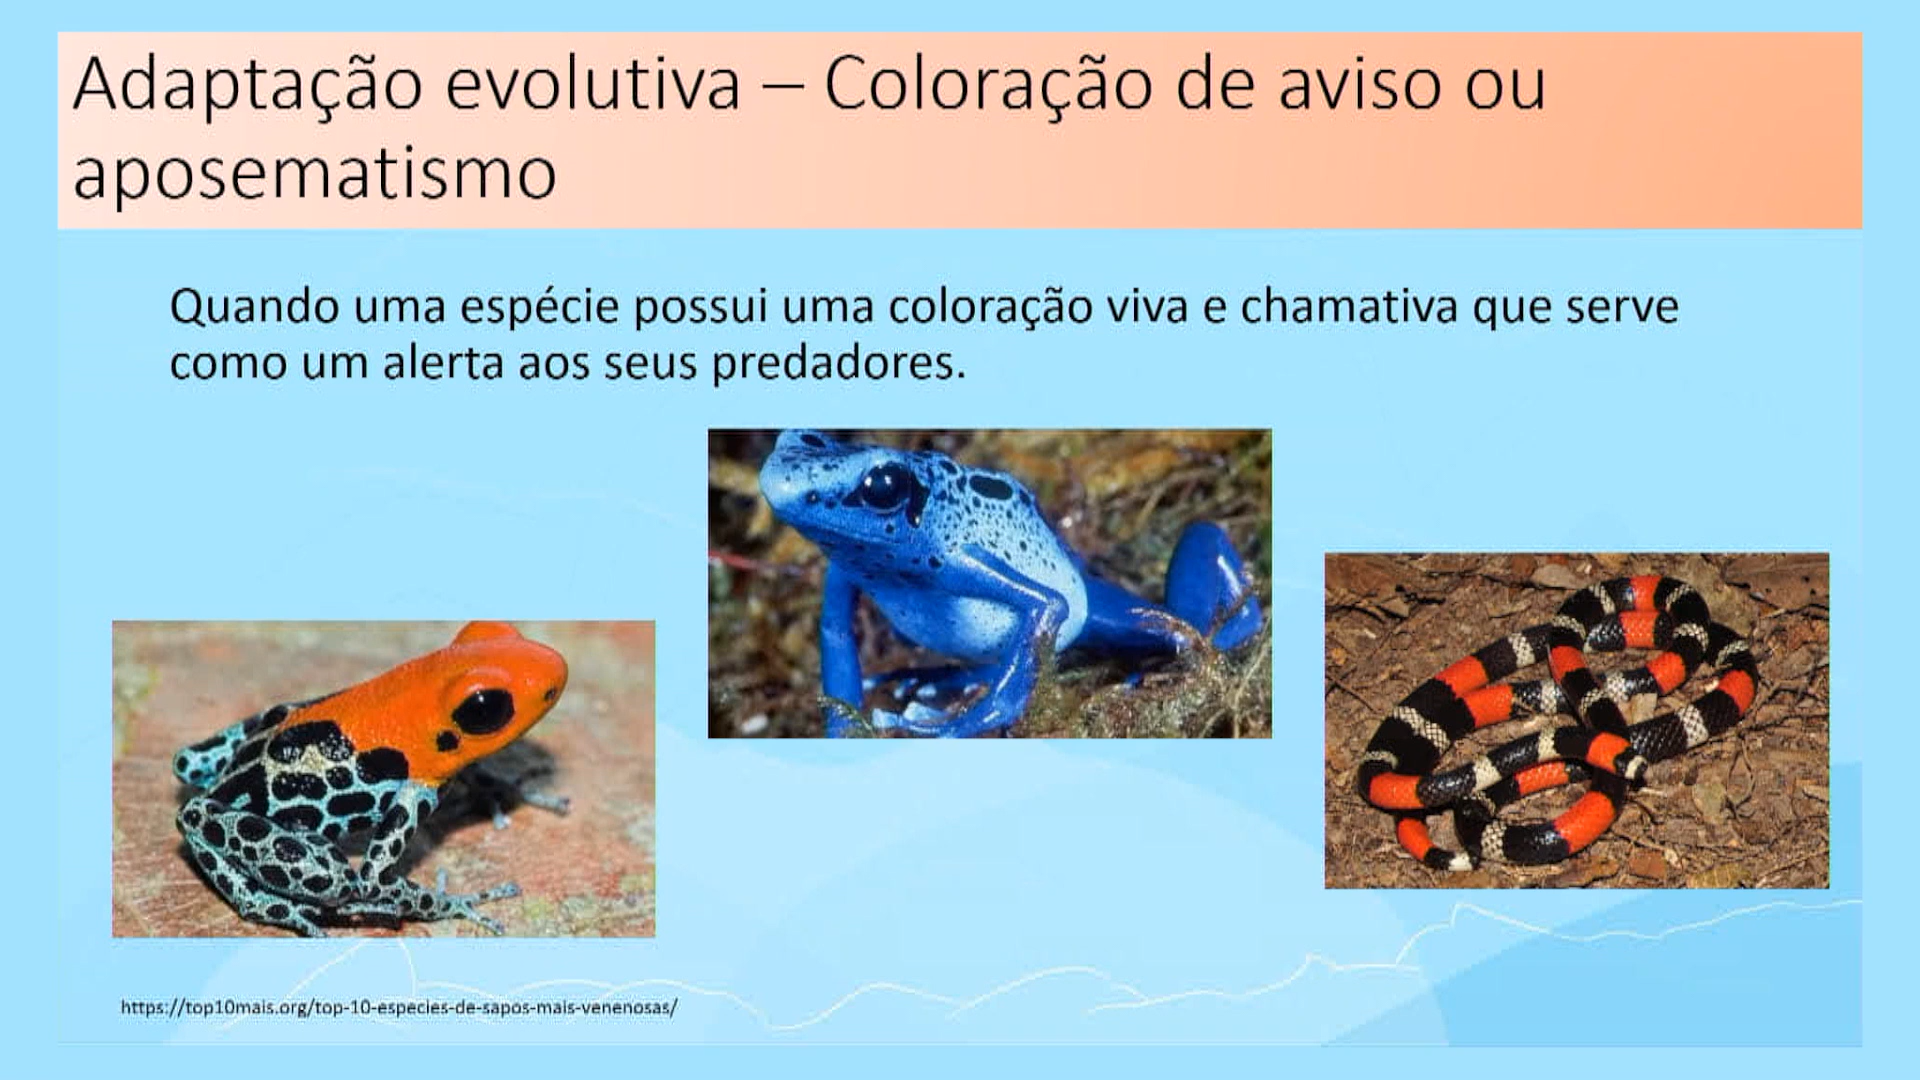 Adaptação evolutiva – Coloração de aviso ou
aposematismo
Quando uma espécie possui uma coloração viva e chamativa que serve
como um alerta aos seus predadores.
https://top10mais.org/top-10-especies-de-sapos-mais-venenosas/